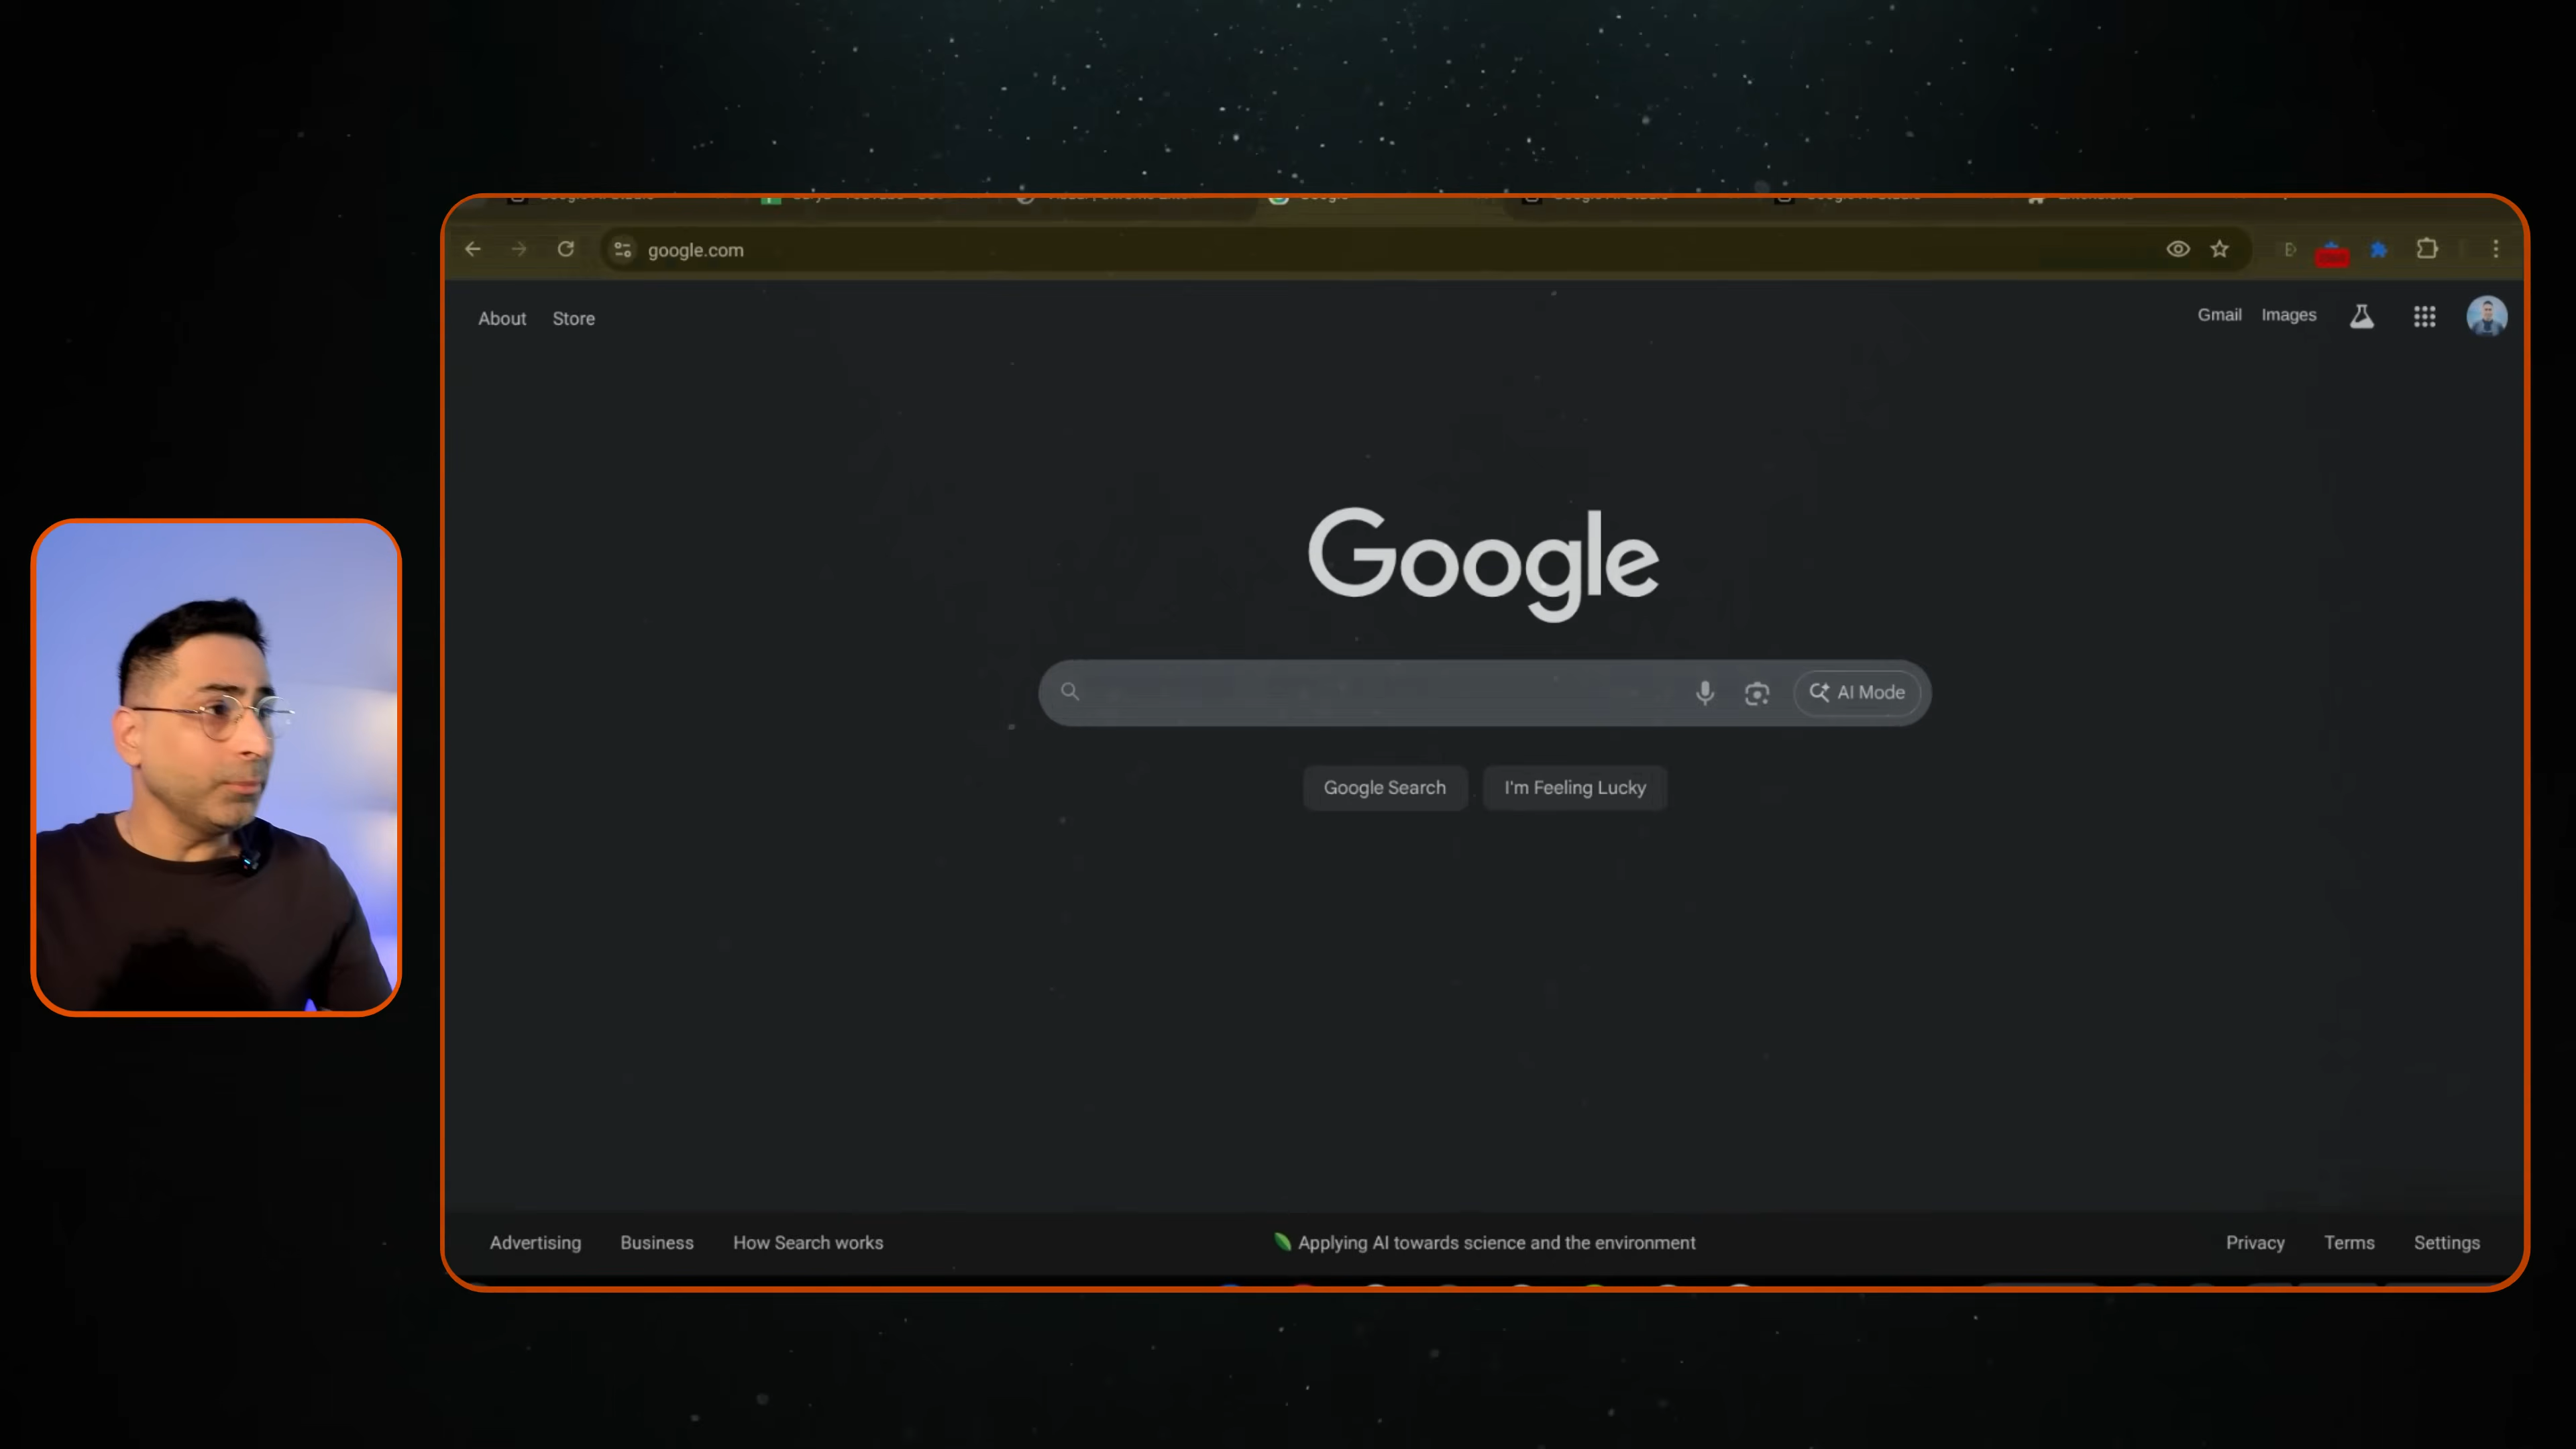 google.com
About Store
Gmail Images
Google
AI Mode
Google Search I'm Feeling Lucky
Advertising Business How Search works
Applying AI towards science and the environment
Privacy Terms Settings